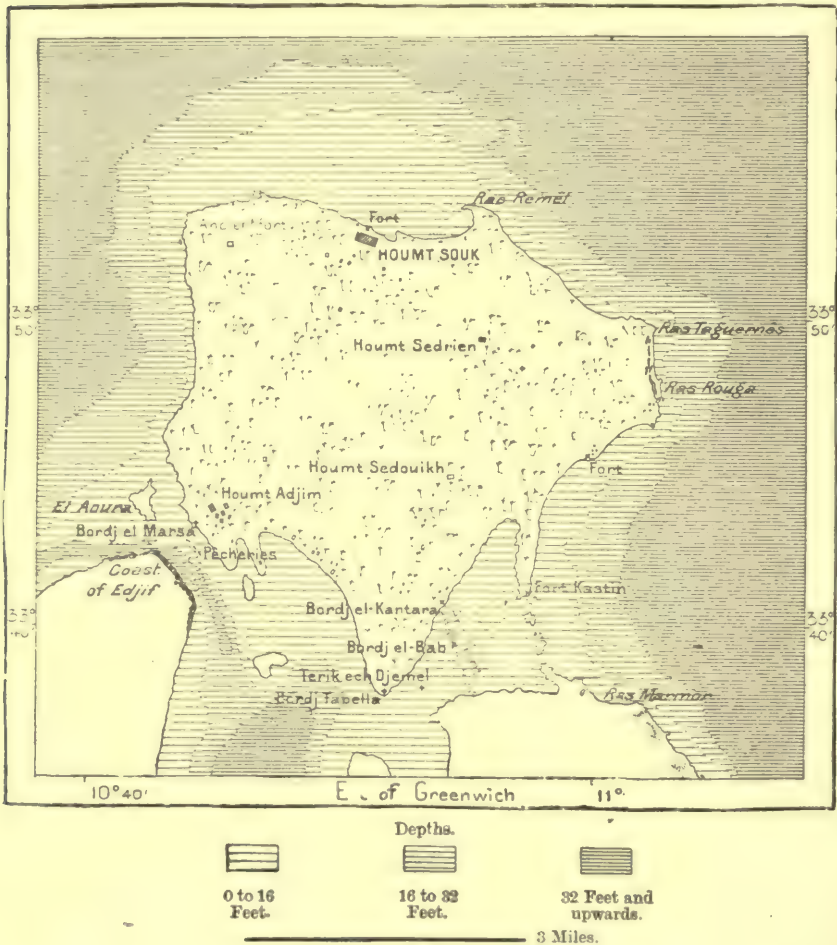 Ras Remel
Fort
HOUMT SOUK
33°
50'
33°
50'
Ras Taguermes
Houmt Sedrien
Ras Rouga
Houmt Sedouikh
Fort
Houmt Adjim
El Aoura
Bordj el Marsa
Pêcheries
Coast
of Edjif
Fort Kastin
Bordj el-Kantara
40'
33°
40'
Bordj el-Bab
Terik ech Djemel
Bordj Tabella
Ras Marmor
10°40' E. of Greenwich 11°
Depths.
0 to 16 16 to 32 32 Feet and
Feet. Feet. upwards.
3 Miles.